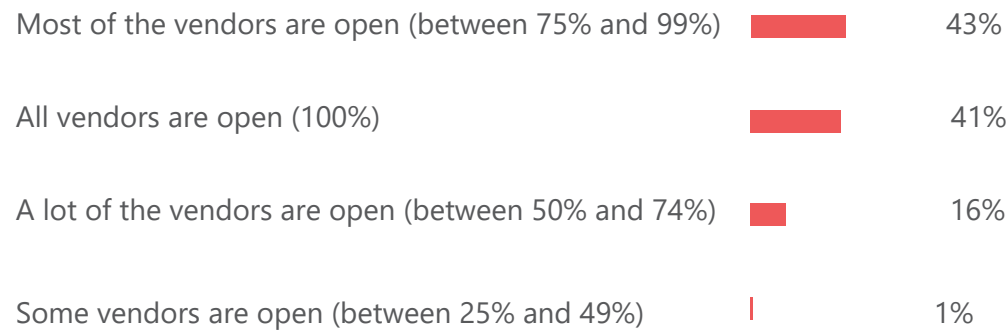 Most of the vendors are open (between 75% and 99%) 43%
All vendors are open (100%) 41%
A lot of the vendors are open (between 50% and 74%) 16%
Some vendors are open (between 25% and 49%) 1%